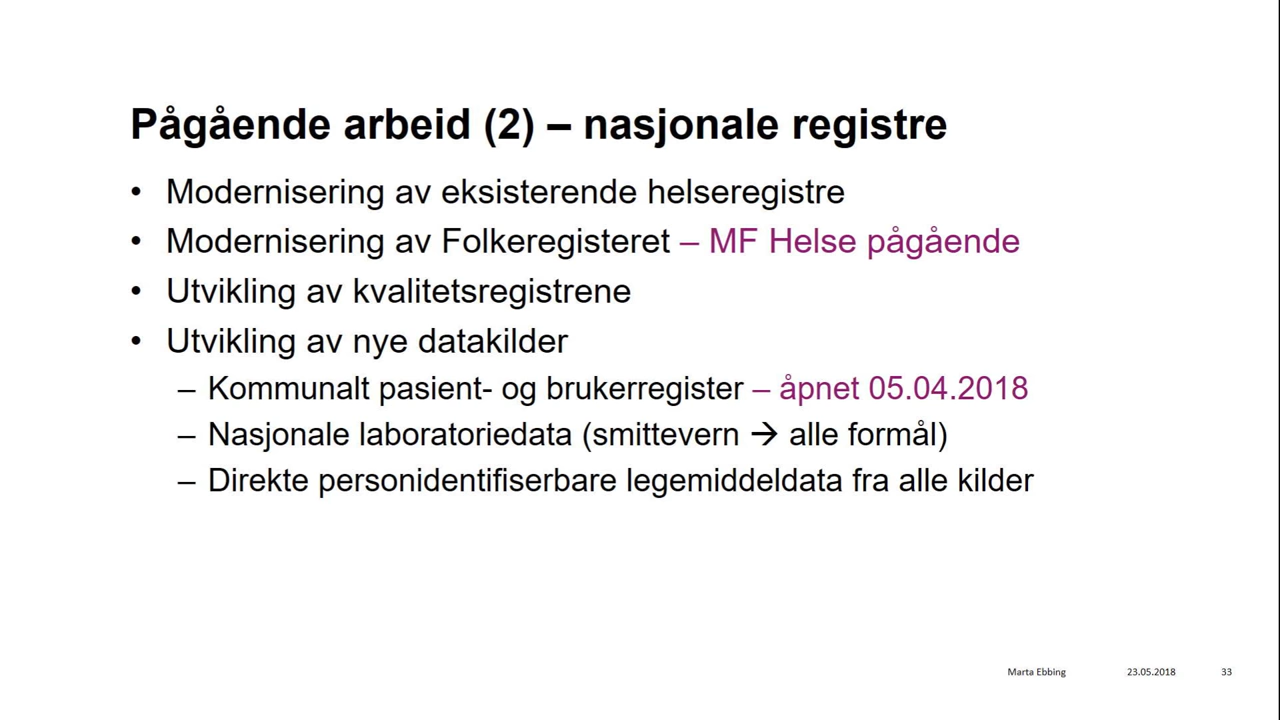 Pågående arbeid (2) – nasjonale registre
• Modernisering av eksisterende helseregistre
• Modernisering av Folkeregisteret – MF Helse pågående
• Utvikling av kvalitetsregistrene
• Utvikling av nye datakilder
– Kommunalt pasient- og brukerregister – åpnet 05.04.2018
– Nasjonale laboratoriedata (smittevern → alle formål)
– Direkte personidentifiserbare legemiddeldata fra alle kilder
Marta Ebbing 23.05.2018 33